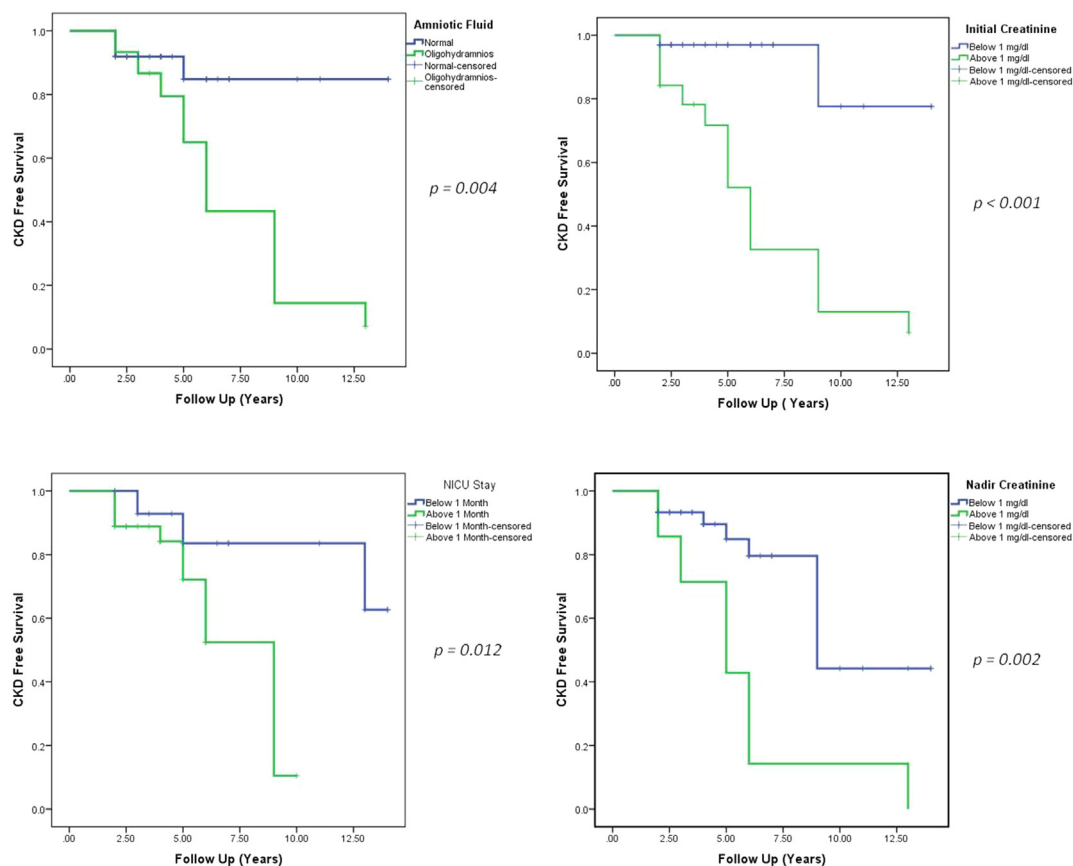 Amniotic Fluid
Normal
Oligohydramnios
Normal-censored
Oligohydramnios-
censored
CKD Free Survival
1.0
0.8
0.6
0.4
0.2
0.0
p = 0.004
.00 2.50 5.00 7.50 10.00 12.50
Follow Up (Years)
Initial Creatinine
Below 1 mg/dl
Above 1 mg/dl
Below 1 mg/dl-censored
Above 1 mg/dl-censored
CKD Free Survival
1.0
0.8
0.6
0.4
0.2
0.0
p < 0.001
.00 2.50 5.00 7.50 10.00 12.50
Follow Up ( Years)
NICU Stay
Below 1 Month
Above 1 Month
Below 1 Month-censored
Above 1 Month-censored
CKD Free Survival
1.0
0.8
0.6
0.4
0.2
0.0
p = 0.012
.00 2.50 5.00 7.50 10.00 12.50
Follow Up (Years)
Nadir Creatinine
Below 1 mg/dl
Above 1 mg/dl
Below 1 mg/dl-censored
Above 1 mg/dl-censored
CKD Free Survival
1.0
0.8
0.6
0.4
0.2
0.0
p = 0.002
.00 2.50 5.00 7.50 10.00 12.50
Follow Up (Years)